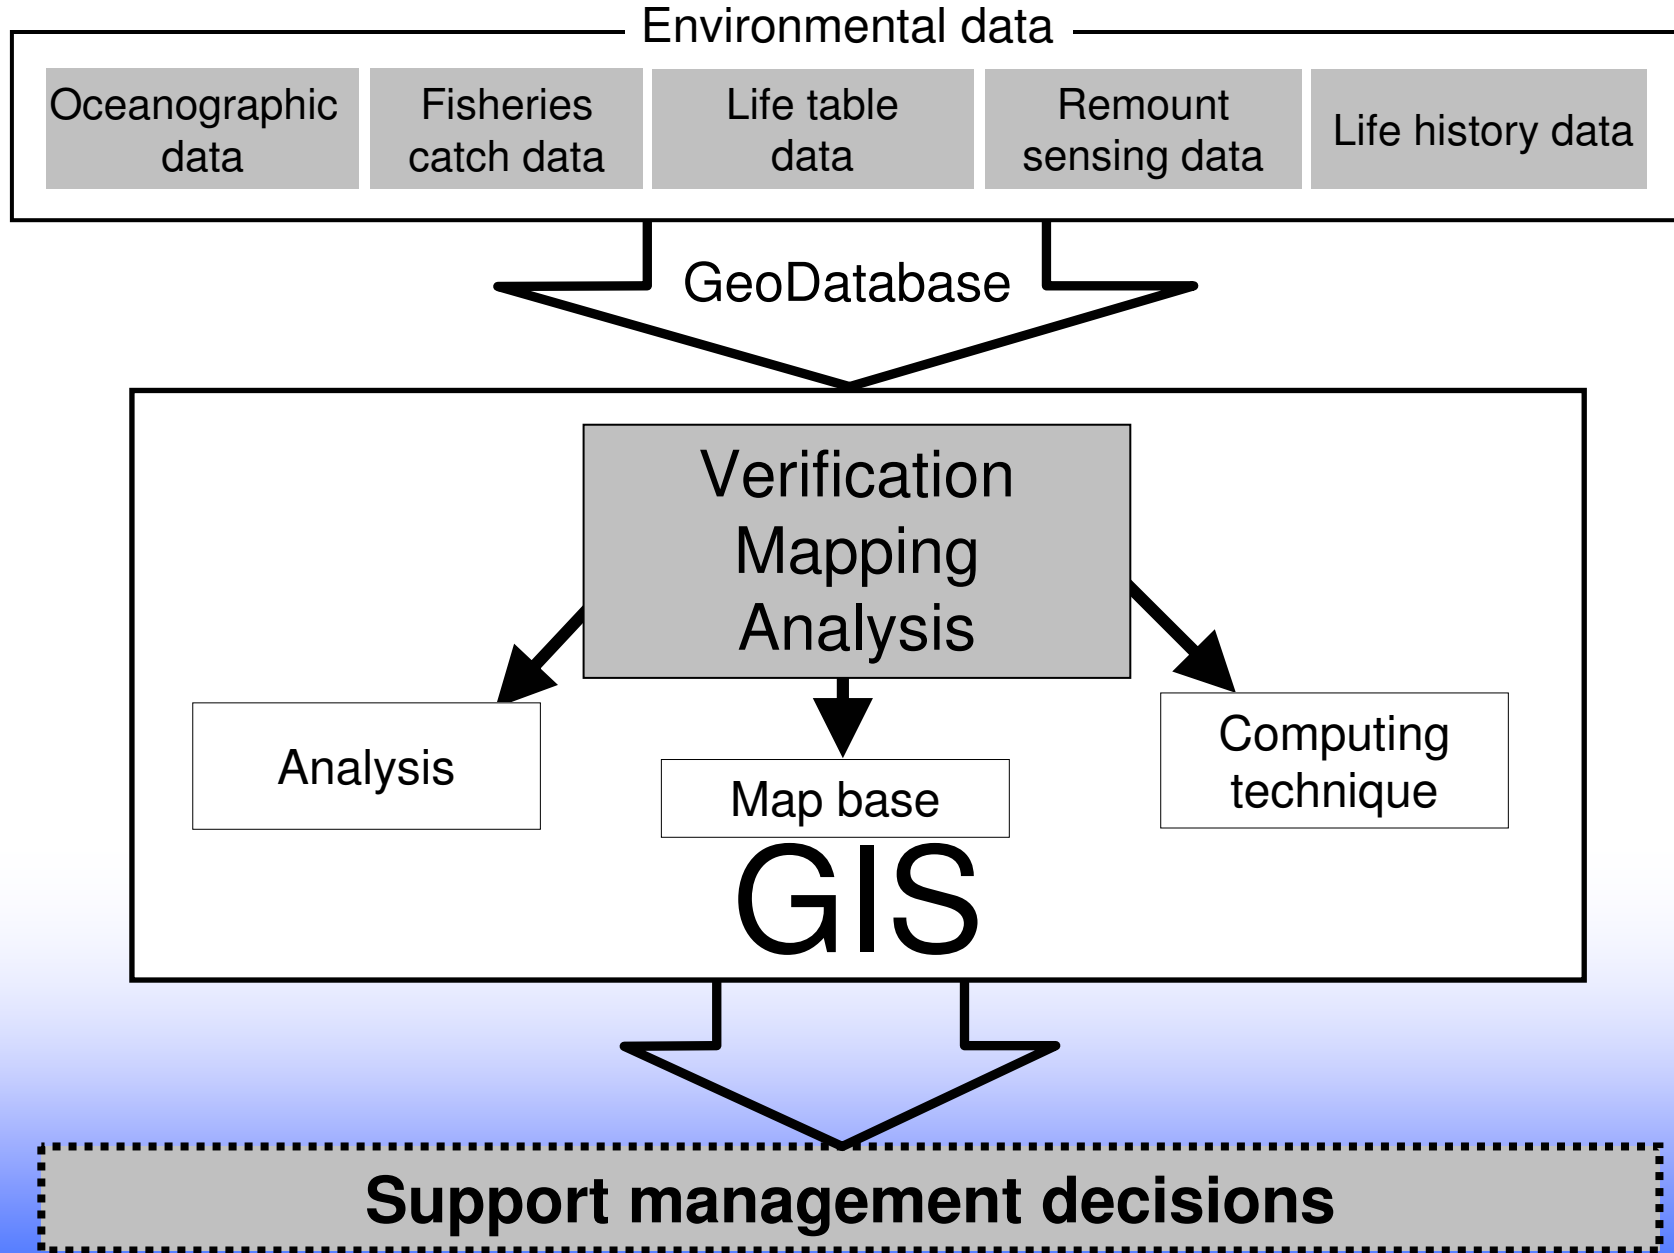 Environmental data
Oceanographic
data
Fisheries
catch data
Life table
data
Remount
sensing data
Life history data
GeoDatabase
Verification
Mapping
Analysis
Analysis
Map base
Computing
technique
GIS
Support management decisions